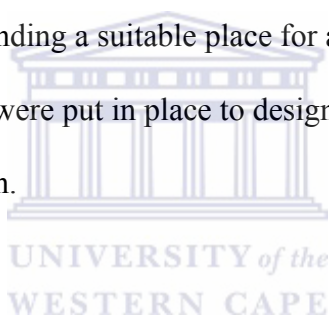 nding a suitable place for a
were put in place to design
n.
UNIVERSITY of the
WESTERN CAPE